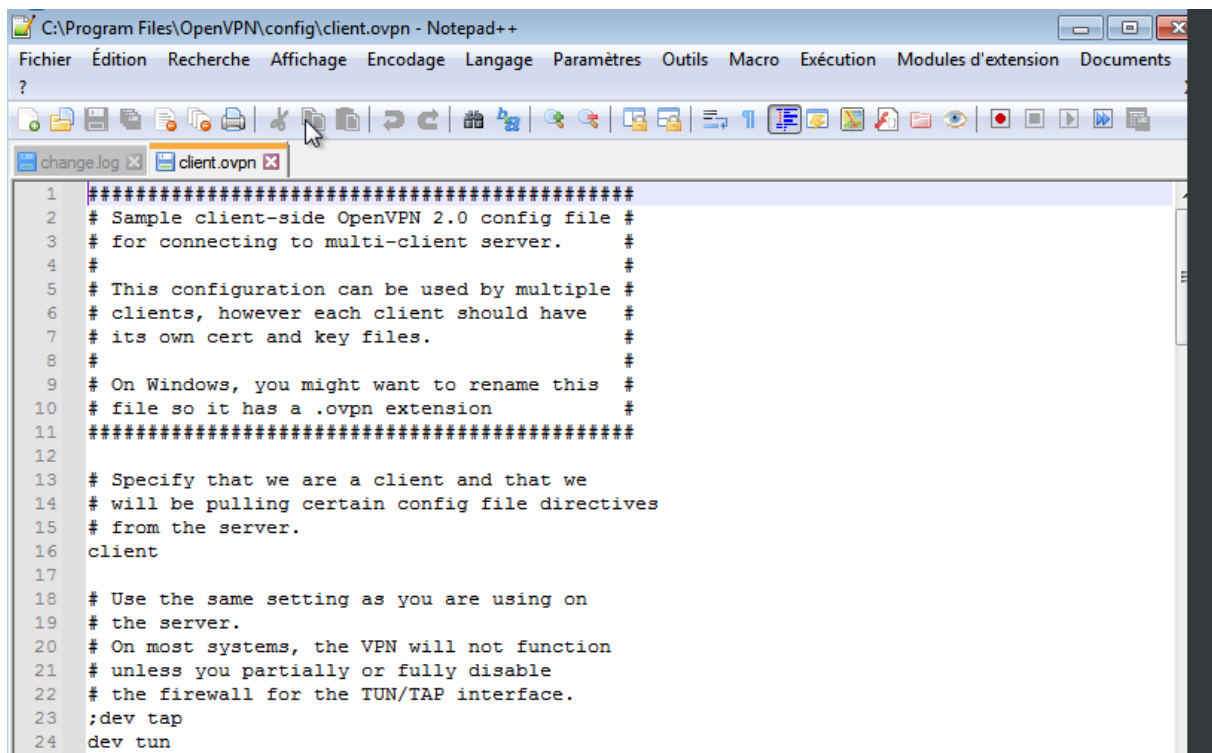 C:\Program Files\OpenVPN\config\client.ovpn - Notepad++
Fichier Édition Recherche Affichage Encodage Langage Paramètres Outils Macro Exécution Modules d'extension Documents
?
change.log client.ovpn
1 ##############################################
2 # Sample client-side OpenVPN 2.0 config file #
3 # for connecting to multi-client server. #
4 # #
5 # This configuration can be used by multiple #
6 # clients, however each client should have #
7 # its own cert and key files. #
8 # #
9 # On Windows, you might want to rename this #
10 # file so it has a .ovpn extension #
11 ##############################################
12
13 # Specify that we are a client and that we
14 # will be pulling certain config file directives
15 # from the server.
16 client
17
18 # Use the same setting as you are using on
19 # the server.
20 # On most systems, the VPN will not function
21 # unless you partially or fully disable
22 # the firewall for the TUN/TAP interface.
23 ;dev tap
24 dev tun